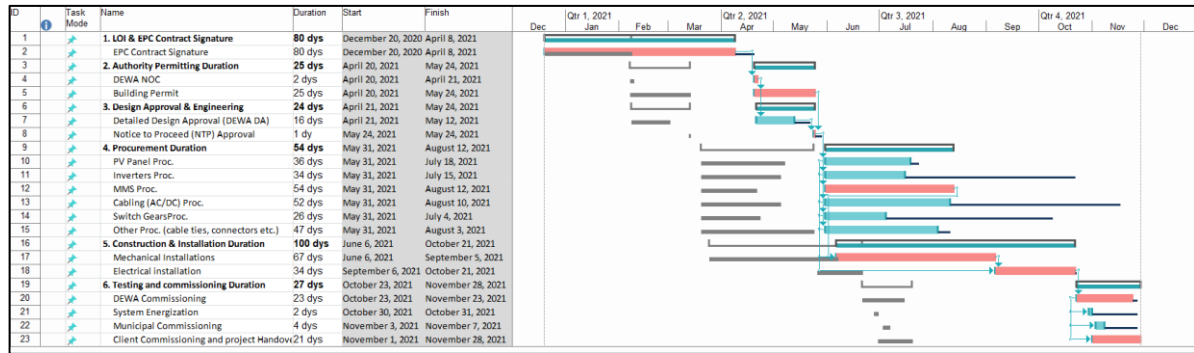 ID Task Mode Name Duration Start Finish Qtr 1, 2021 Qtr 2, 2021 Qtr 3, 2021 Qtr 4, 2021
Dec Jan Feb Mar Apr May Jun Jul Aug Sep Oct Nov Dec
1 1. LOI & EPC Contract Signature 80 dys December 20, 2020 April 8, 2021
2 EPC Contract Signature 80 dys December 20, 2020 April 8, 2021
3 2. Authority Permitting Duration 25 dys April 20, 2021 May 24, 2021
4 DEWA NOC 2 dys April 20, 2021 April 21, 2021
5 Building Permit 25 dys April 20, 2021 May 24, 2021
6 3. Design Approval & Engineering 24 dys April 21, 2021 May 24, 2021
7 Detailed Design Approval (DEWA DA) 16 dys April 21, 2021 May 12, 2021
8 Notice to Proceed (NTP) Approval 1 dy May 24, 2021 May 24, 2021
9 4. Procurement Duration 54 dys May 31, 2021 August 12, 2021
10 PV Panel Proc. 36 dys May 31, 2021 July 18, 2021
11 Inverters Proc. 34 dys May 31, 2021 July 15, 2021
12 MMS Proc. 54 dys May 31, 2021 August 12, 2021
13 Cabling (AC/DC) Proc. 52 dys May 31, 2021 August 10, 2021
14 Switch GearsProc. 26 dys May 31, 2021 July 4, 2021
15 Other Proc. (cable ties, connectors etc.) 47 dys May 31, 2021 August 3, 2021
16 5. Construction & Installation Duration 100 dys June 6, 2021 October 21, 2021
17 Mechanical Installations 67 dys June 6, 2021 September 5, 2021
18 Electrical installation 34 dys September 6, 2021 October 21, 2021
19 6. Testing and commissioning Duration 27 dys October 23, 2021 November 28, 2021
20 DEWA Commissioning 23 dys October 23, 2021 November 23, 2021
21 System Energization 2 dys October 30, 2021 October 31, 2021
22 Municipal Commissioning 4 dys November 3, 2021 November 7, 2021
23 Client Commissioning and project Handove 21 dys November 1, 2021 November 28, 2021